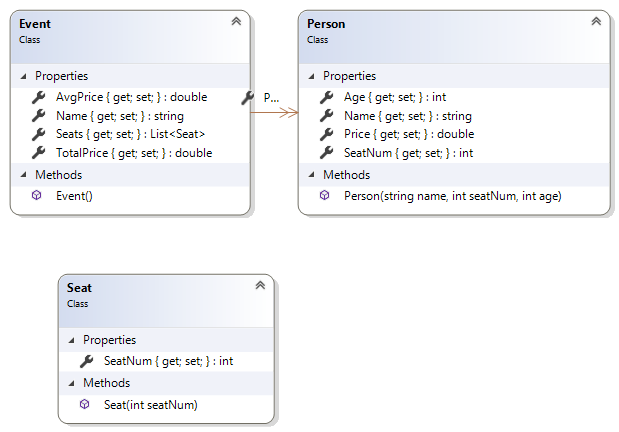 Event
Class
Properties
AvgPrice { get; set; } : double
Name { get; set; } : string
Seats { get; set; } : List<Seat>
TotalPrice { get; set; } : double
Methods
Event()
P...
Person
Class
Properties
Age { get; set; } : int
Name { get; set; } : string
Price { get; set; } : double
SeatNum { get; set; } : int
Methods
Person(string name, int seatNum, int age)
Seat
Class
Properties
SeatNum { get; set; } : int
Methods
Seat(int seatNum)